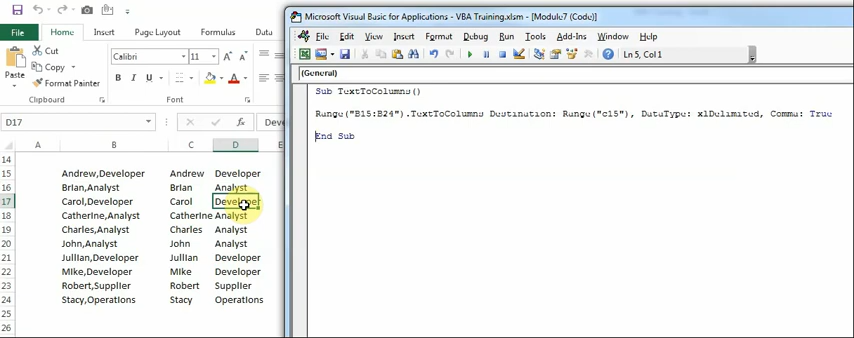 File Home Insert Page Layout Formulas Data
Cut
Copy
Format Painter
Paste
Clipboard
Calibri 11 A A
B I U
Font
D17 fx Deve
A B C D E
14
15 Andrew,Developer Andrew Developer
16 Brian,Analyst Brian Analyst
17 Carol,Developer Carol Developer
18 Catherine,Analyst Catherine Analyst
19 Charles,Analyst Charles Analyst
20 John,Analyst John Analyst
21 Jullian,Developer Jullian Developer
22 Mike,Developer Mike Developer
23 Robert,Supplier Robert Supplier
24 Stacy,Operations Stacy Operations
25
26
Microsoft Visual Basic for Applications - VBA Training.xlsm - [Module7 (Code)]
File Edit View Insert Format Debug Run Tools Add-Ins Window Help
Ln 5, Col 1
(General)
Sub TextToColumns()
Range("B15:B24").TextToColumns Destination: Range("c15"), DataType: xlDelimited, Comma: True
End Sub